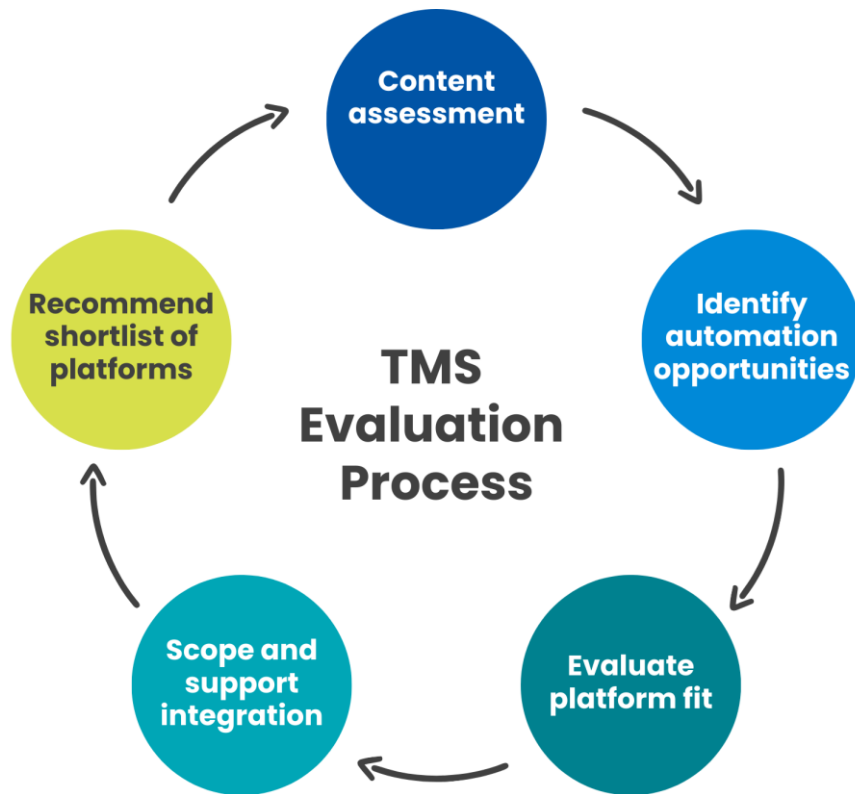 Content
assessment
Identify
automation
opportunities
Evaluate
platform fit
Scope and
support
integration
Recommend
shortlist of
platforms
TMS
Evaluation
Process